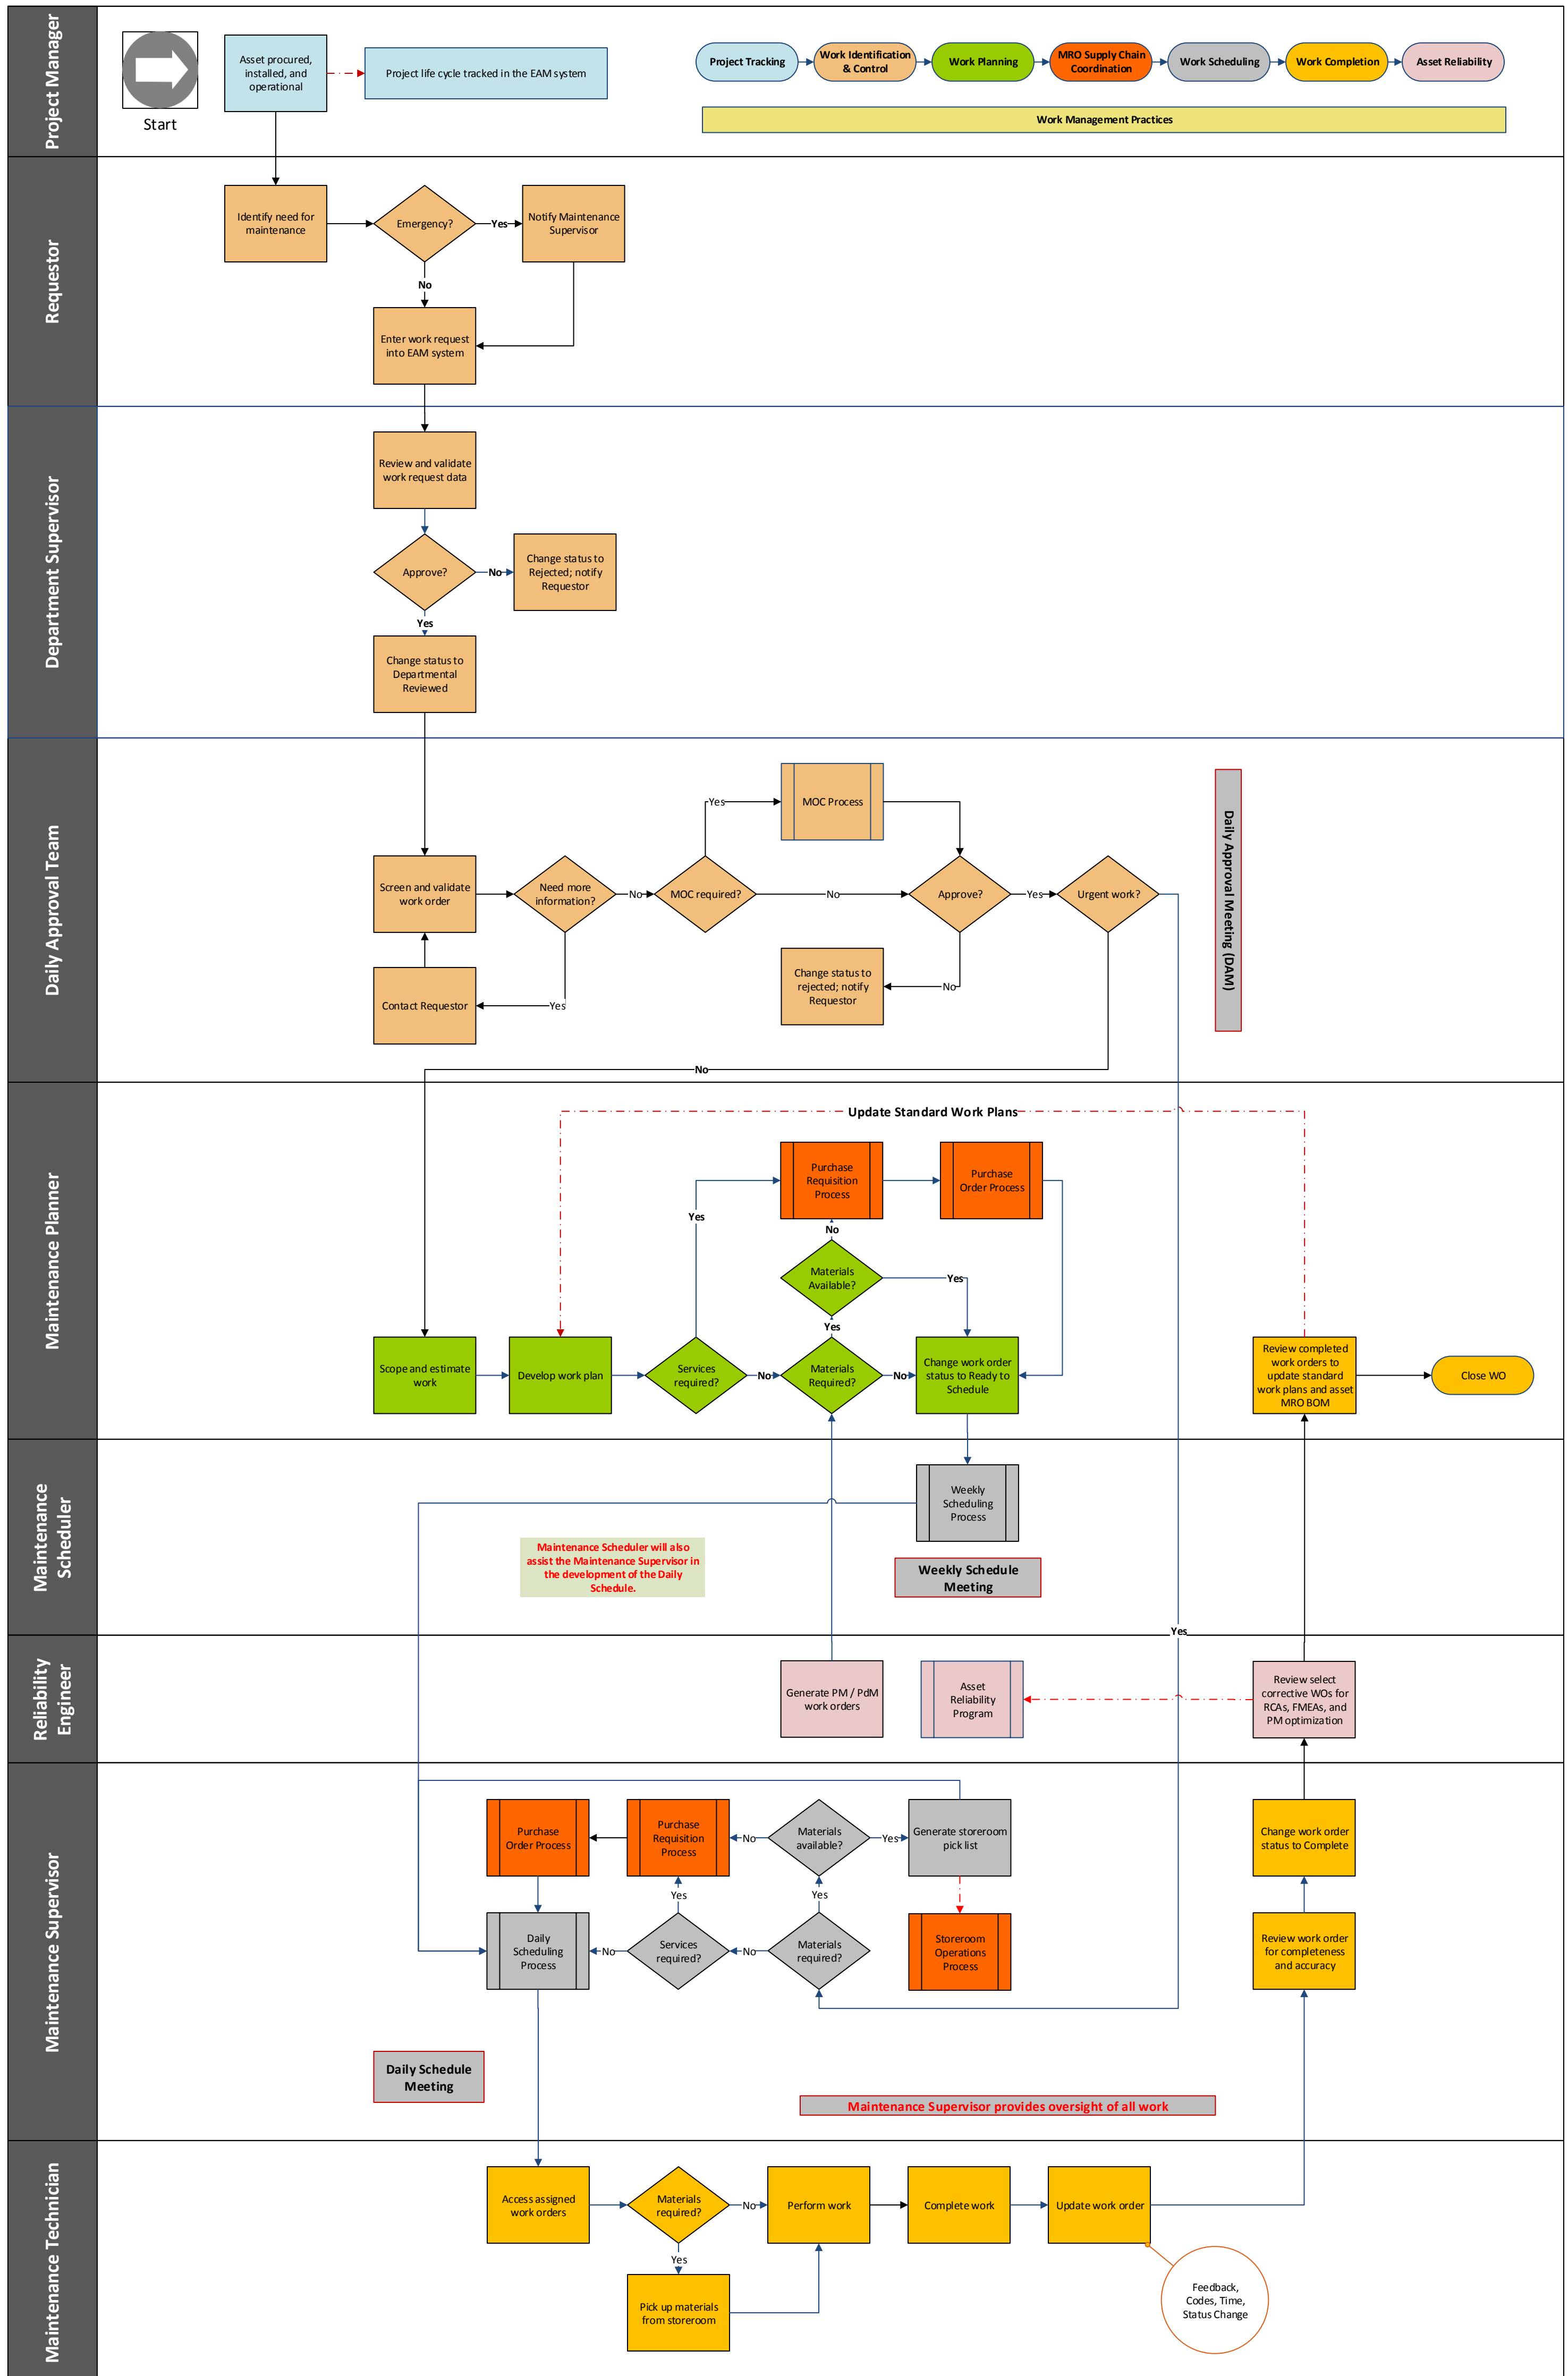 Project Manager
Start
Asset procured,
installed, and
operational
Project life cycle tracked in the EAM system
Project Tracking
Work Identification
& Control
Work Planning
MRO Supply Chain
Coordination
Work Scheduling
Work Completion
Asset Reliability
Work Management Practices
Requestor
Identify need for
maintenance
Emergency?
Yes
Notify Maintenance
Supervisor
No
Enter work request
into EAM system
Department Supervisor
Review and validate
work request data
Approve?
No
Change status to
Rejected; notify
Requestor
Yes
Change status to
Departmental
Reviewed
Daily Approval Team
MOC Process
Yes
Screen and validate
work order
Need more
information?
No
MOC required?
No
Approve?
Yes
Urgent work?
Daily Approval Meeting (DAM)
Contact Requestor
Yes
Change status to
rejected; notify
Requestor
No
No
Maintenance Planner
Update Standard Work Plans
Purchase
Requisition
Process
Purchase
Order Process
Yes
No
Materials
Available?
Yes
Yes
Scope and estimate
work
Develop work plan
Services
required?
No
Materials
Required?
No
Change work order
status to Ready to
Schedule
Review completed
work orders to
update standard
work plans and asset
MRO BOM
Close WO
Maintenance
Scheduler
Weekly
Scheduling
Process
Maintenance Scheduler will also
assist the Maintenance Supervisor in
the development of the Daily
Schedule.
Weekly Schedule
Meeting
Yes
Reliability
Engineer
Generate PM / PdM
work orders
Asset
Reliability
Program
Review select
corrective WOs for
RCAs, FMEAs, and
PM optimization
Maintenance Supervisor
Purchase
Order Process
Purchase
Requisition
Process
No
Materials
available?
Yes
Generate storeroom
pick list
Change work order
status to Complete
Yes
Yes
Daily
Scheduling
Process
No
Services
required?
No
Materials
required?
Storeroom
Operations
Process
Review work order
for completeness
and accuracy
Daily Schedule
Meeting
Maintenance Supervisor provides oversight of all work
Maintenance Technician
Access assigned
work orders
Materials
required?
No
Perform work
Complete work
Update work order
Yes
Pick up materials
from storeroom
Feedback,
Codes, Time,
Status Change